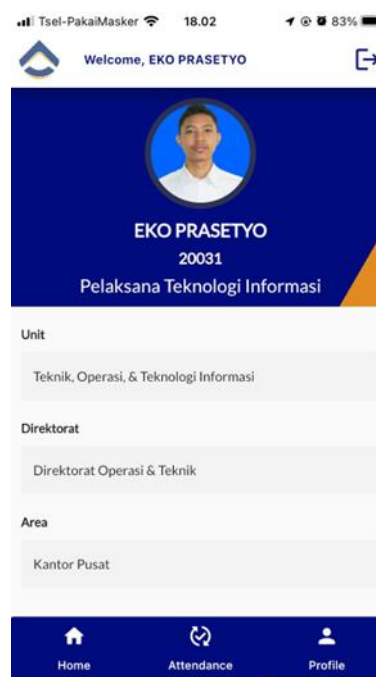 Tsel-PakaiMasker 18.02 83%
Welcome, EKO PRASETYO
EKO PRASETYO
20031
Pelaksana Teknologi Informasi
Unit
Teknik, Operasi, & Teknologi Informasi
Direktorat
Direktorat Operasi & Teknik
Area
Kantor Pusat
Home Attendance Profile